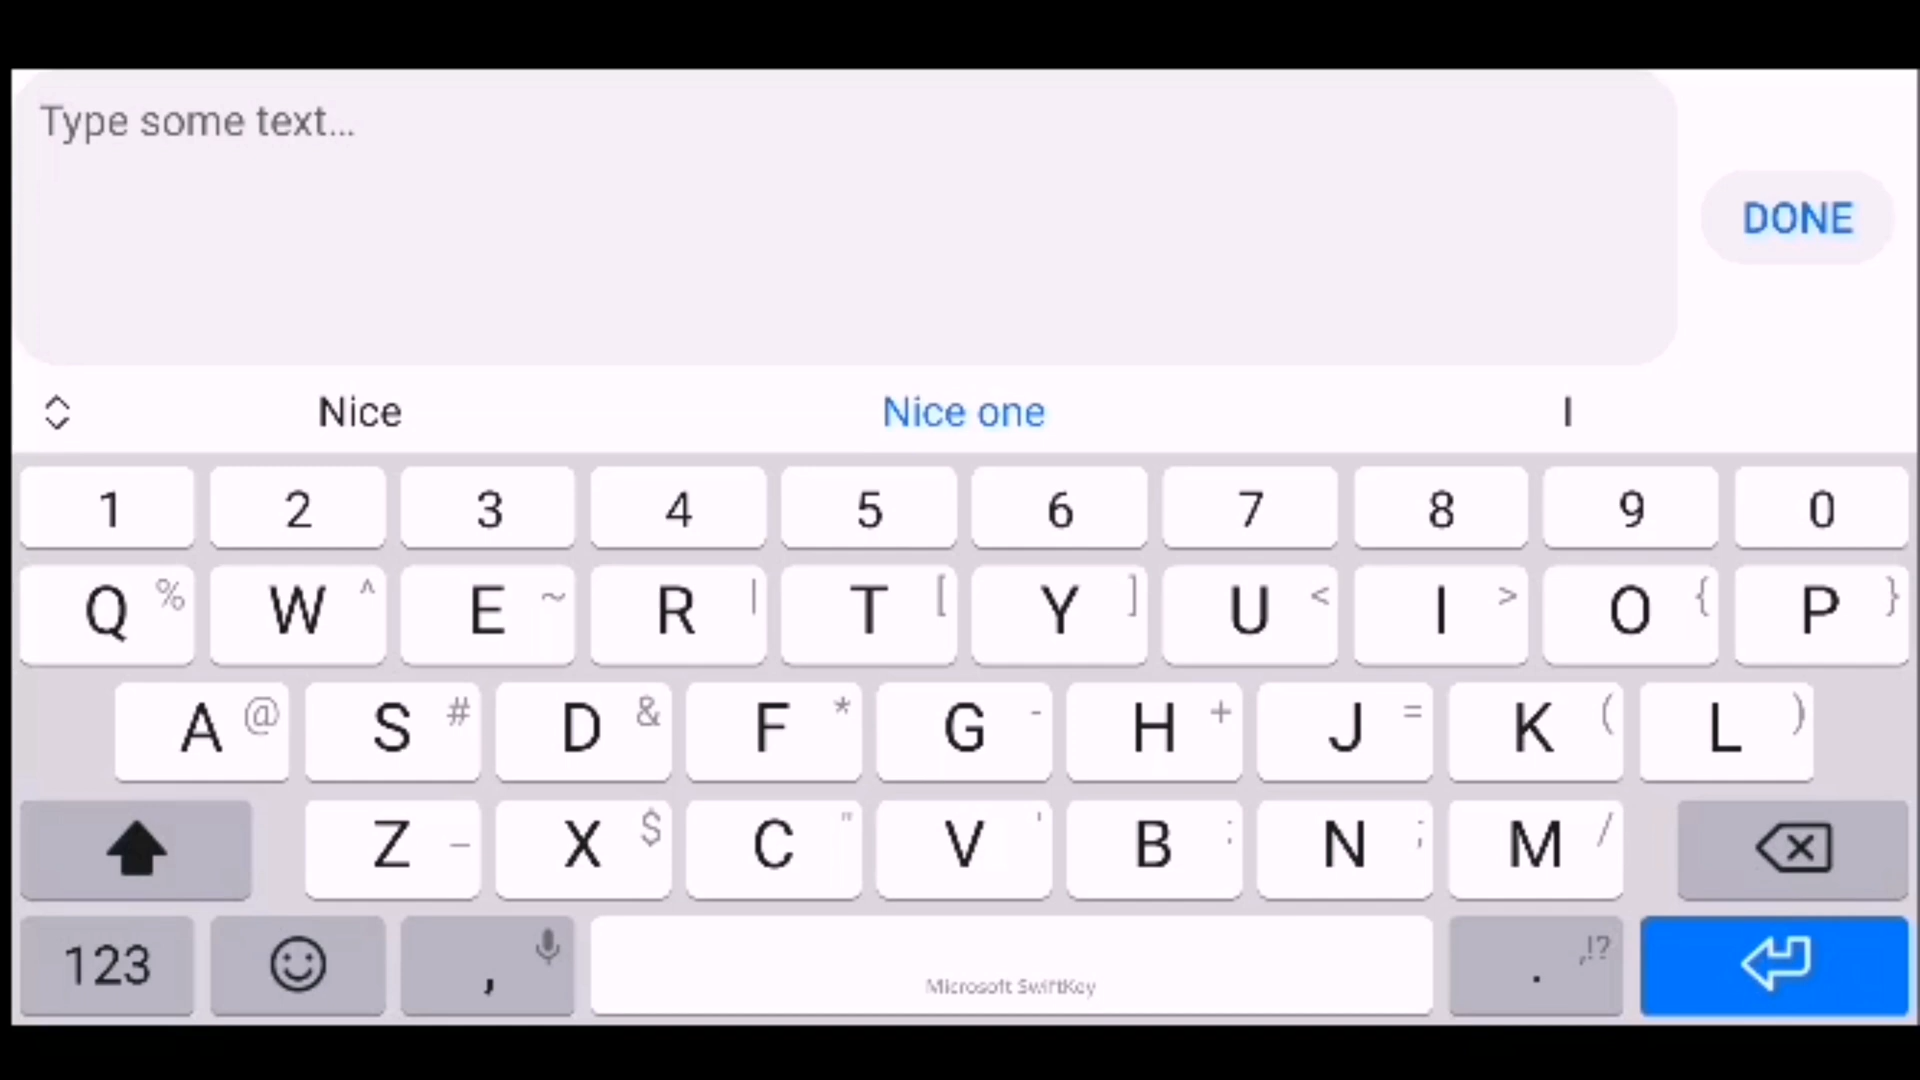 Type some text...
DONE
Nice Nice one I
1 2 3 4 5 6 7 8 9 0
Q % W ^ E ~ R | T [ Y ] U < I > O { P }
A @ S # D & F * G - H + J = K ( L )
Z _ X $ C " V ' B : N ; M /
123 , Microsoft SwiftKey . ,!?